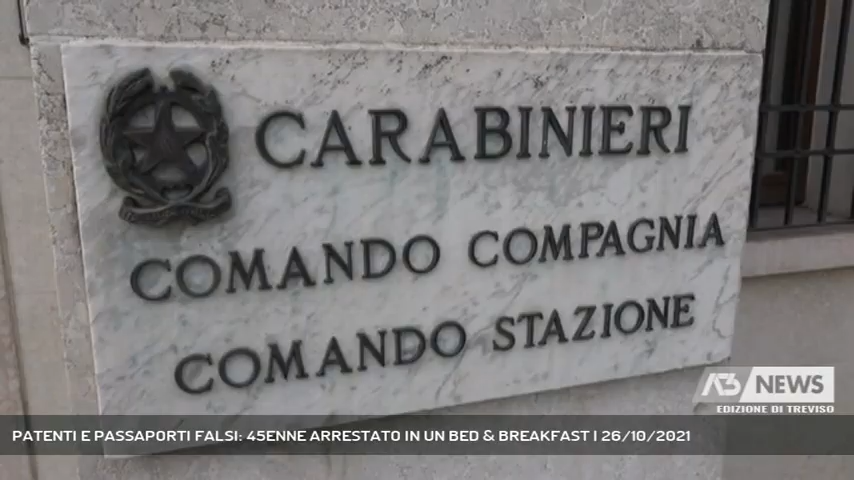 CARABINIERI
COMANDO COMPAGNIA
COMANDO STAZIONE
A3 NEWS
EDIZIONE DI TREVISO
PATENTI E PASSAPORTI FALSI: 45ENNE ARRESTATO IN UN BED & BREAKFAST | 26/10/2021